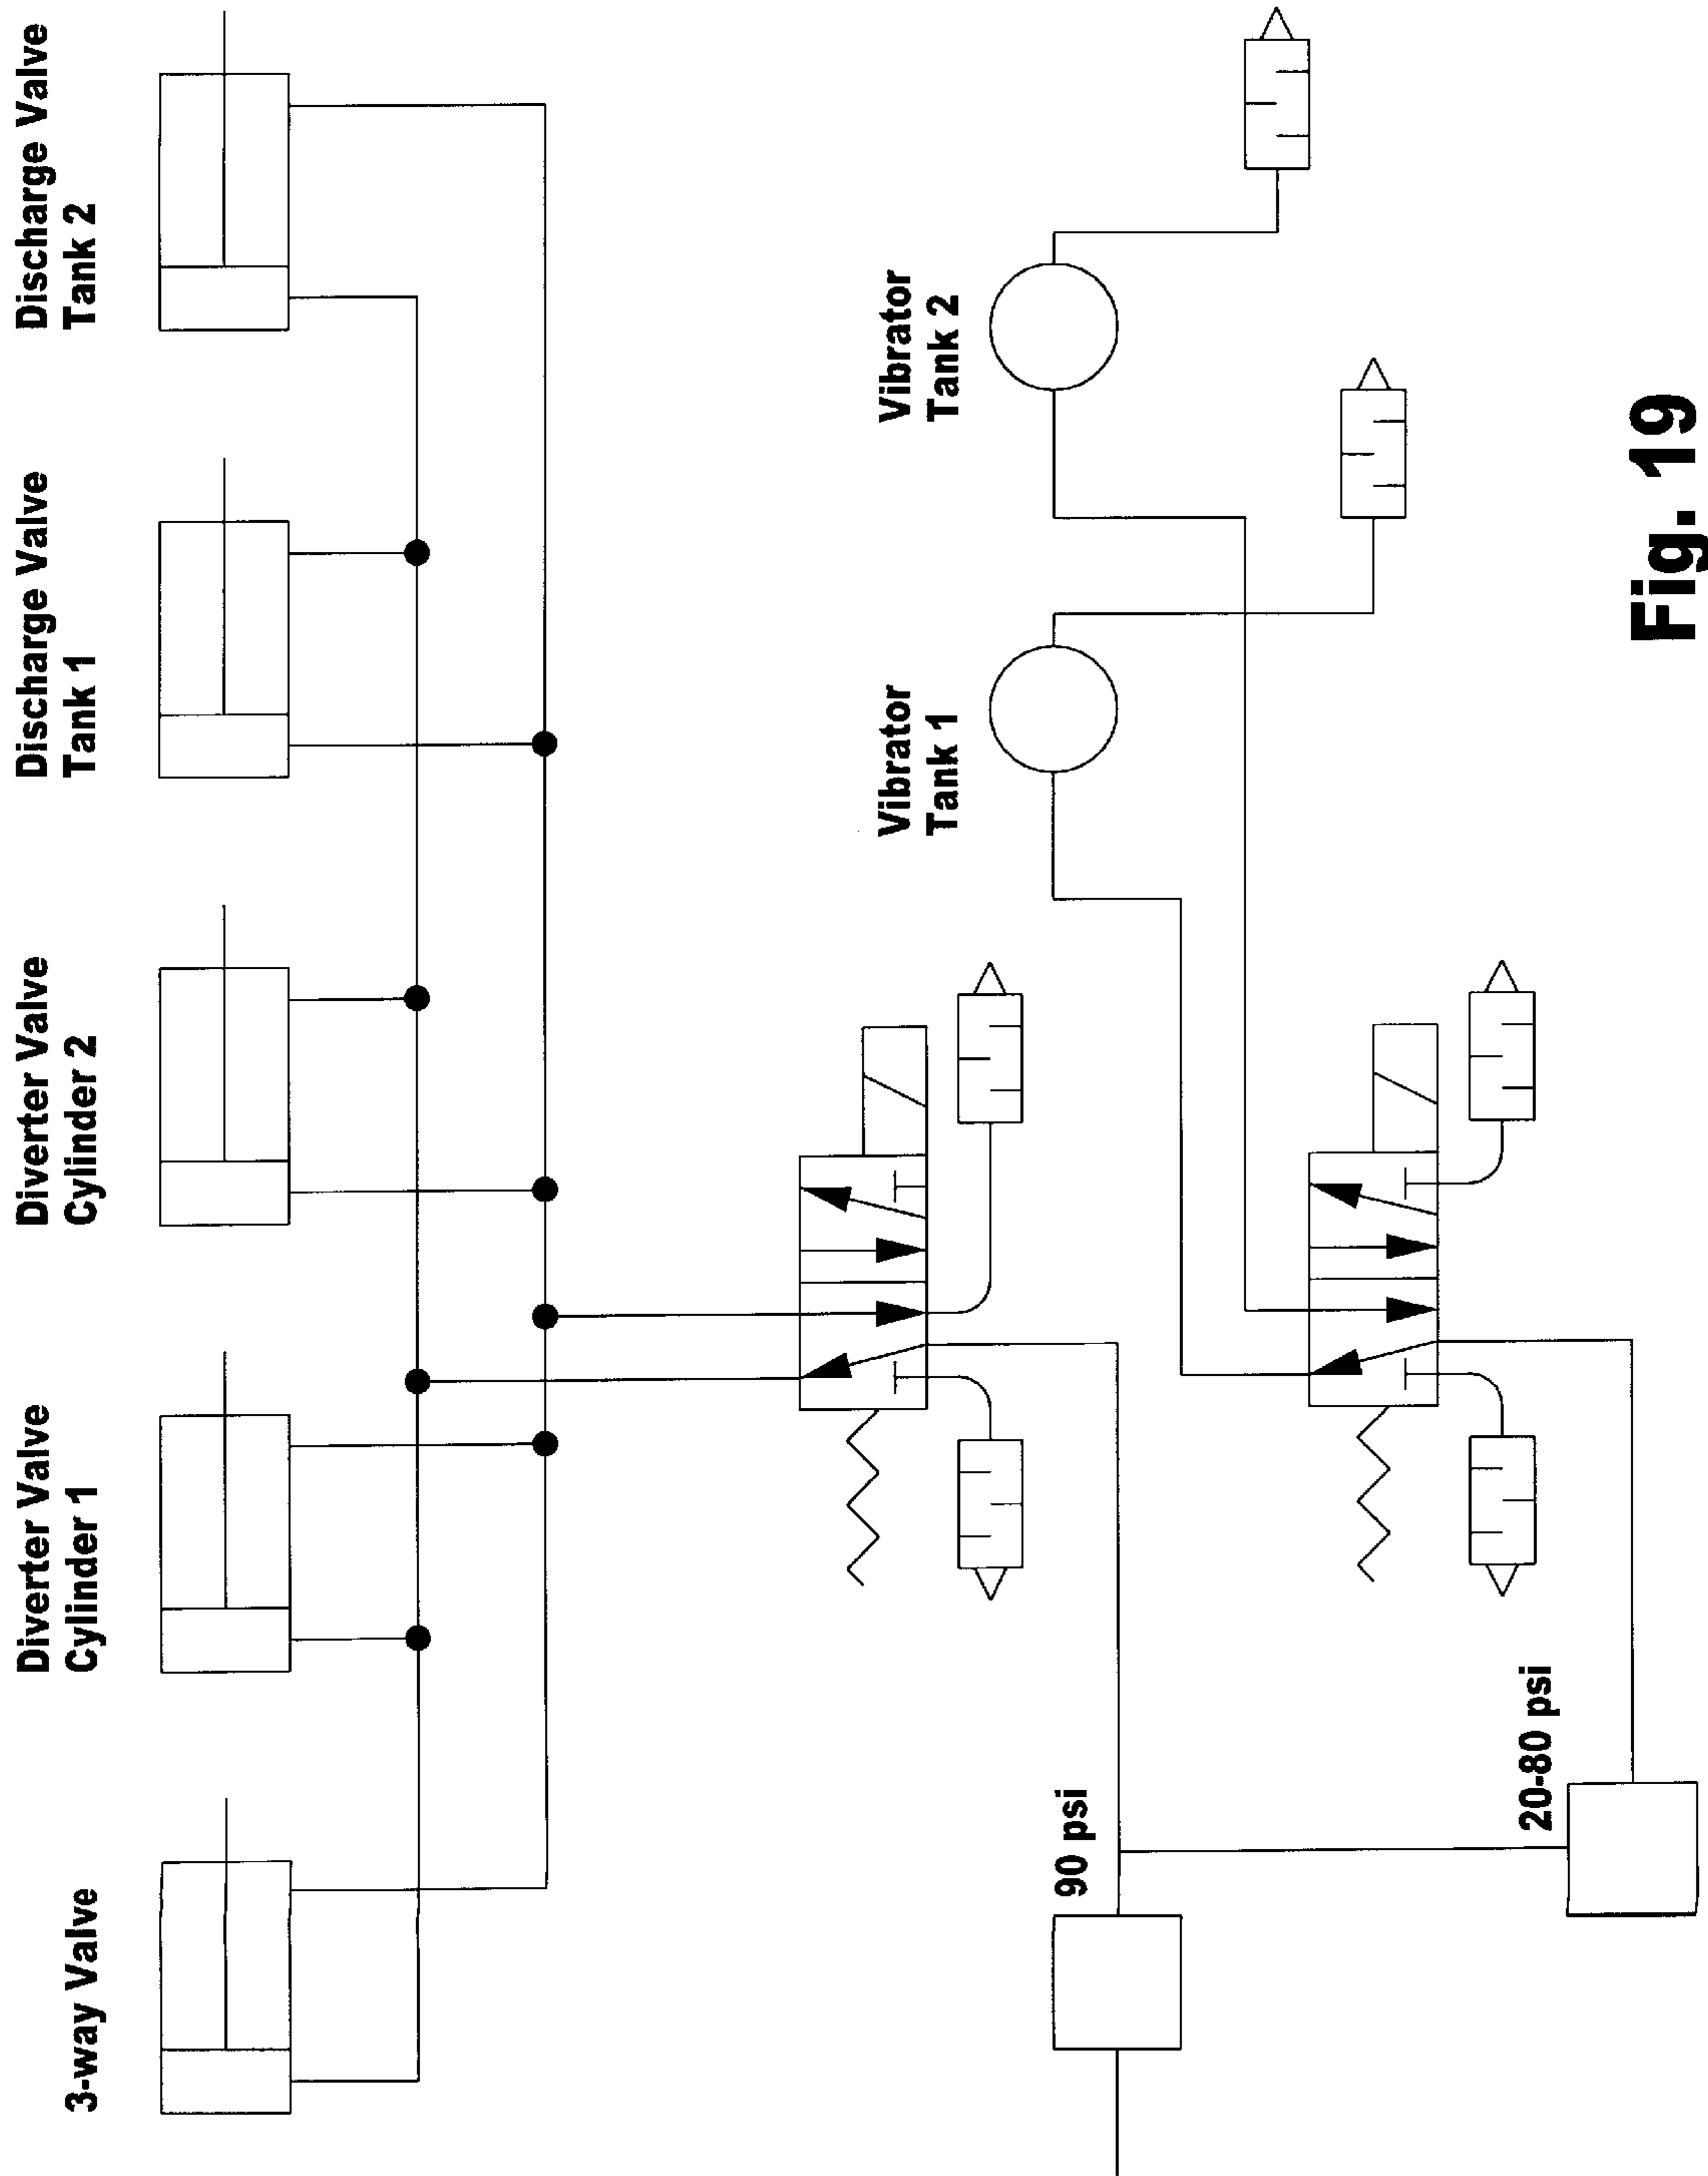 3-way Valve
Diverter Valve
Cylinder 1
Diverter Valve
Cylinder 2
Discharge Valve
Tank 1
Discharge Valve
Tank 2
Vibrator
Tank 1
Vibrator
Tank 2
90 psi
20-80 psi
Fig. 19